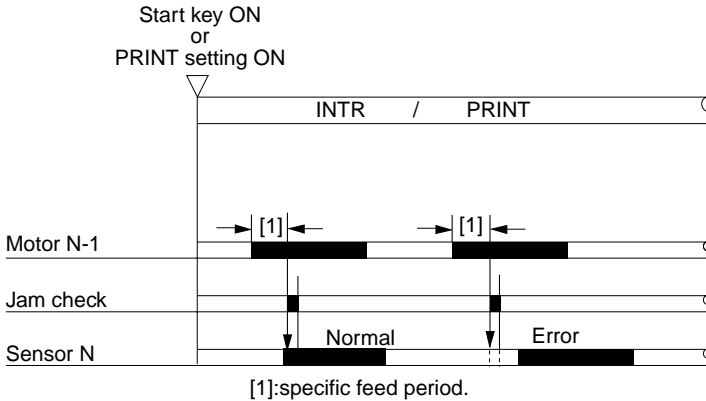 Start key ON
or
PRINT setting ON
INTR / PRINT
[1] [1]
Motor N-1
Jam check
Normal Error
Sensor N
[1]:specific feed period.